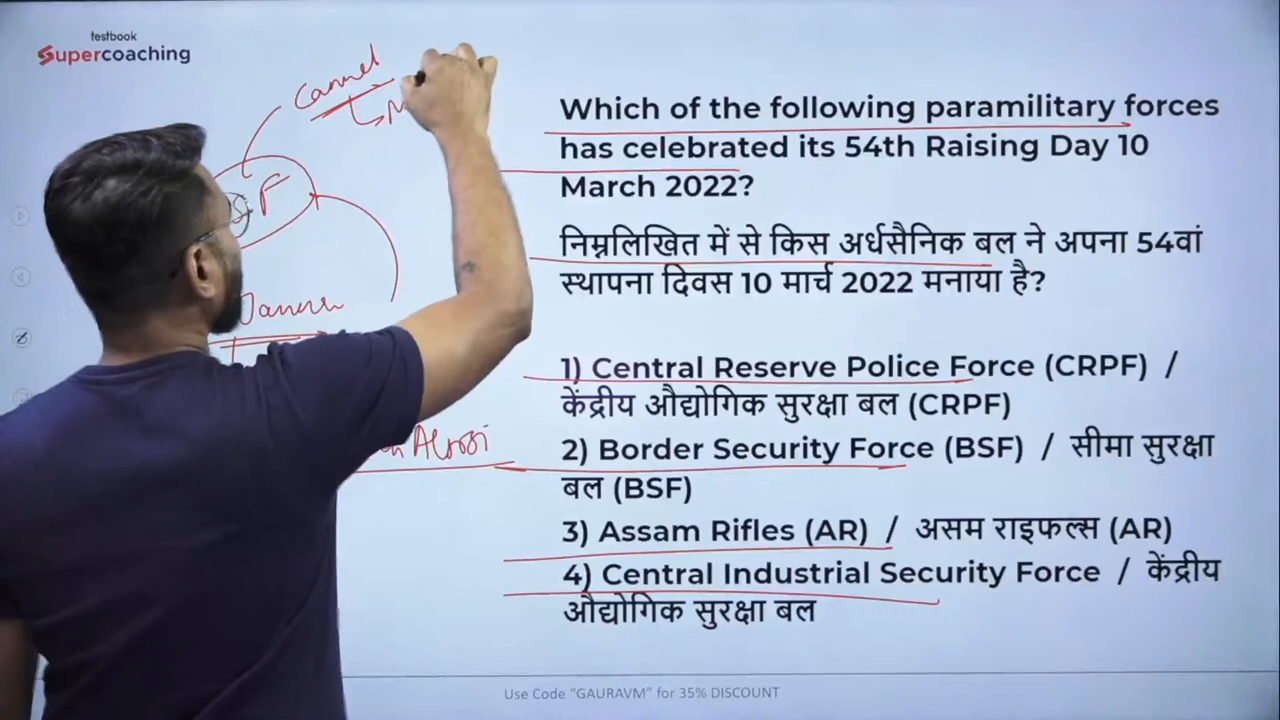 testbook
Supercoaching
Camel
F
Which of the following paramilitary forces
has celebrated its 54th Raising Day 10
March 2022?
निम्नलिखित में से किस अर्धसैनिक बल ने अपना 54वां
स्थापना दिवस 10 मार्च 2022 मनाया है?
1) Central Reserve Police Force (CRPF) /
केंद्रीय औद्योगिक सुरक्षा बल (CRPF)
2) Border Security Force (BSF) / सीमा सुरक्षा
बल (BSF)
3) Assam Rifles (AR) / असम राइफल्स (AR)
4) Central Industrial Security Force / केंद्रीय
औद्योगिक सुरक्षा बल
Use Code "GAURAVM" for 35% DISCOUNT